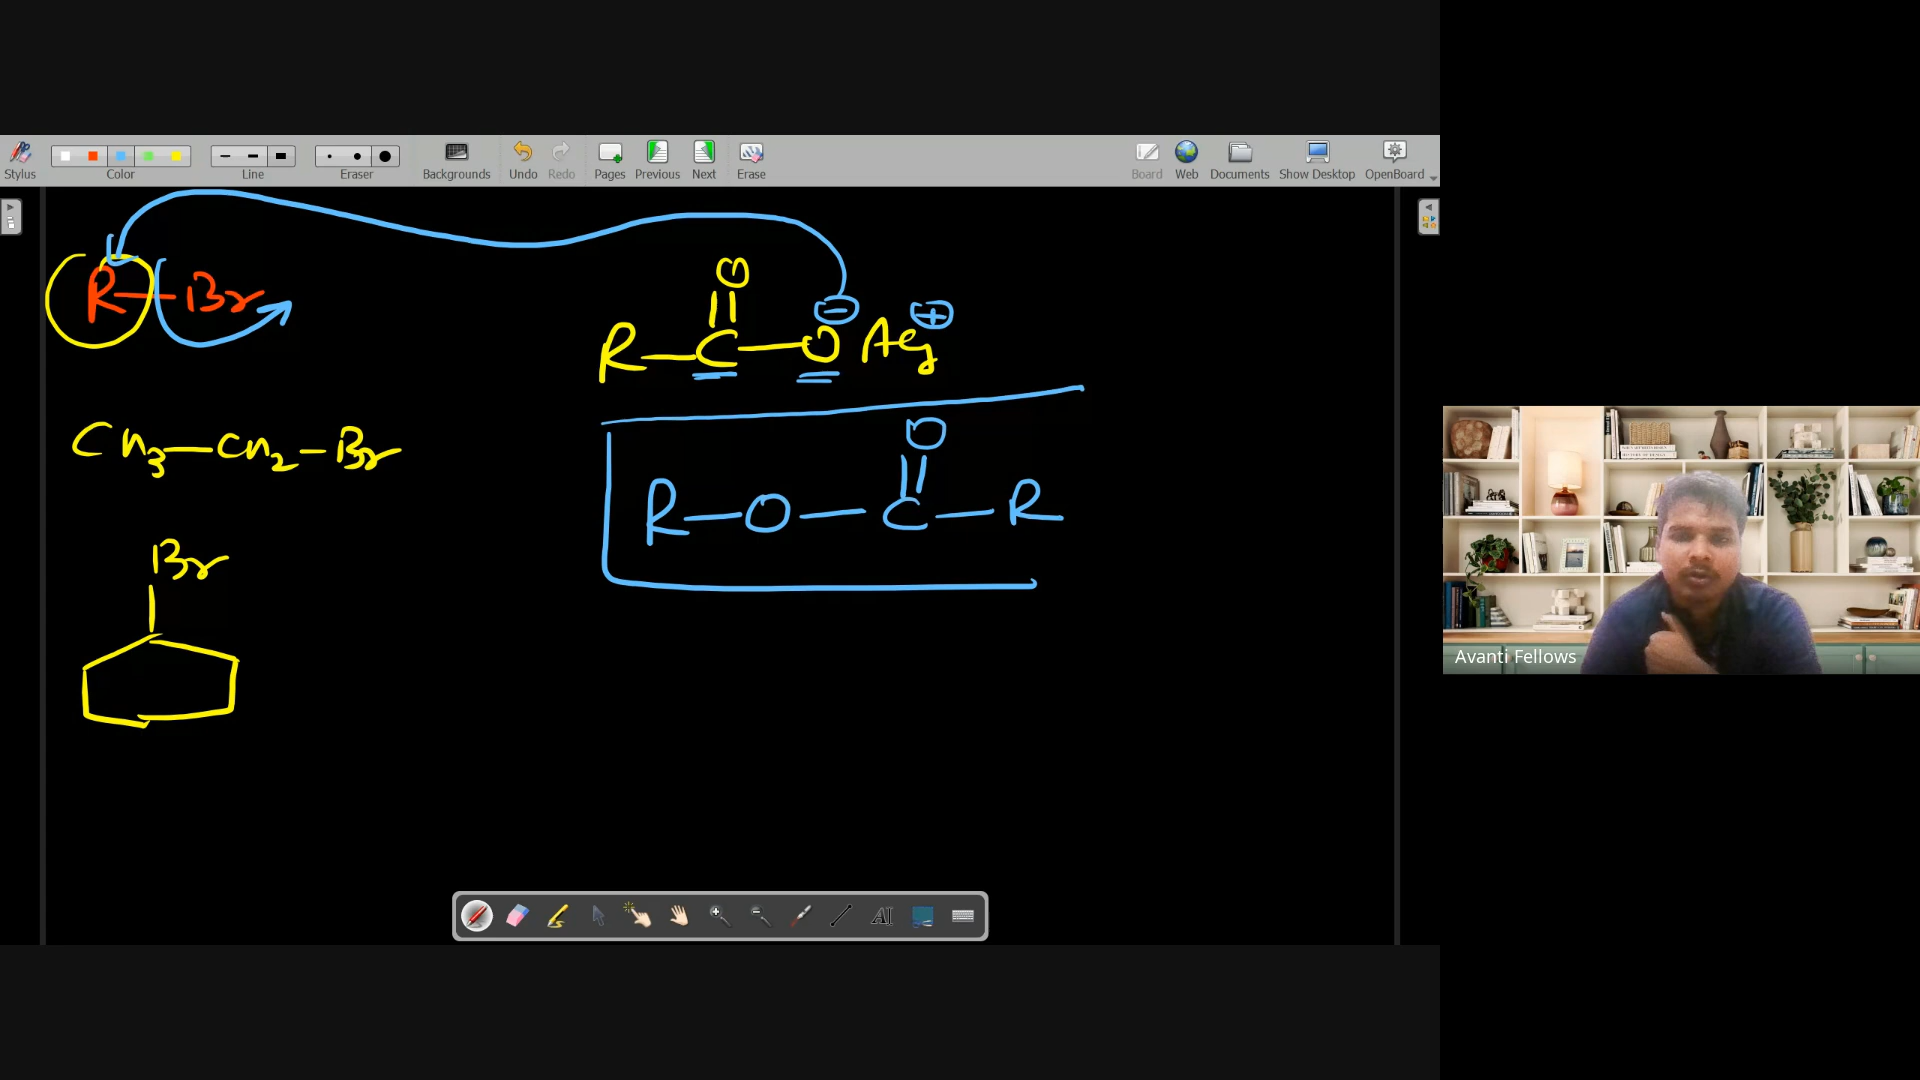 Stylus Color Line Eraser Backgrounds Undo Redo Pages Previous Next Erase Board Web Documents Show Desktop OpenBoard
R-Br
O
||
R-C-O⊖ Ag⊕
CH3-CH2-Br
O
||
R-O-C-R
Br
AI
Avanti Fellows